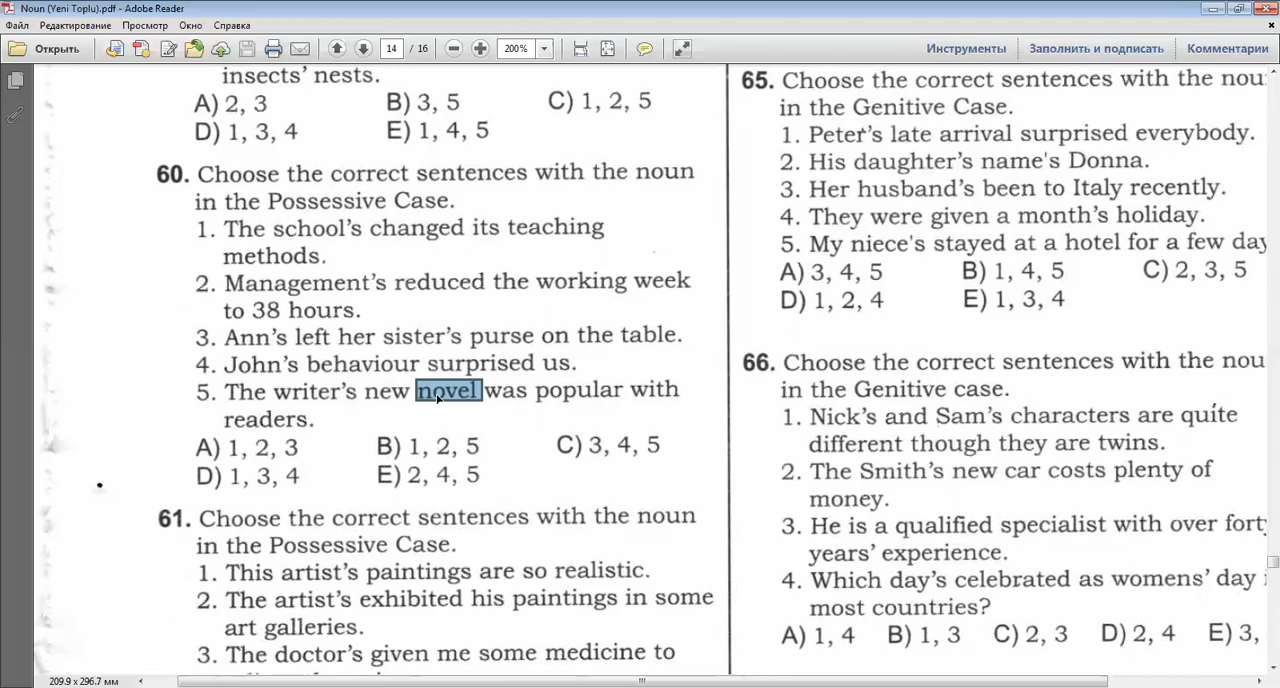 Noun (Yeni Toplu).pdf - Adobe Reader
Файл Редактирование Просмотр Окно Справка
Открыть 14 / 16 200% Инструменты Заполнить и подписать Комментарии
insects' nests.
A) 2, 3 B) 3, 5 C) 1, 2, 5
D) 1, 3, 4 E) 1, 4, 5
60. Choose the correct sentences with the noun
in the Possessive Case.
1. The school's changed its teaching
methods.
2. Management's reduced the working week
to 38 hours.
3. Ann's left her sister's purse on the table.
4. John's behaviour surprised us.
5. The writer's new novel was popular with
readers.
A) 1, 2, 3 B) 1, 2, 5 C) 3, 4, 5
D) 1, 3, 4 E) 2, 4, 5
61. Choose the correct sentences with the noun
in the Possessive Case.
1. This artist's paintings are so realistic.
2. The artist's exhibited his paintings in some
art galleries.
3. The doctor's given me some medicine to
65. Choose the correct sentences with the nou
in the Genitive Case.
1. Peter's late arrival surprised everybody.
2. His daughter's name's Donna.
3. Her husband's been to Italy recently.
4. They were given a month's holiday.
5. My niece's stayed at a hotel for a few day
A) 3, 4, 5 B) 1, 4, 5 C) 2, 3, 5
D) 1, 2, 4 E) 1, 3, 4
66. Choose the correct sentences with the nou
in the Genitive case.
1. Nick's and Sam's characters are quite
different though they are twins.
2. The Smith's new car costs plenty of
money.
3. He is a qualified specialist with over fort
years' experience.
4. Which day's celebrated as womens' day
most countries?
A) 1, 4 B) 1, 3 C) 2, 3 D) 2, 4 E) 3,
209.9 x 296.7 мм